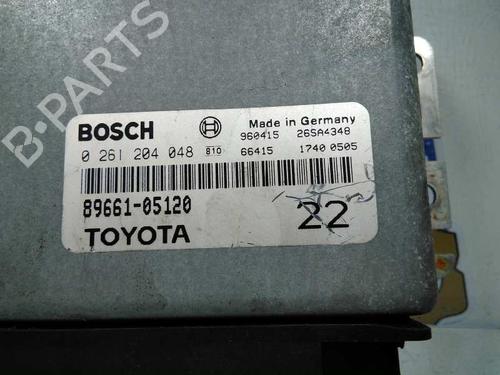 BOSCH Made in Germany
960415 26SA4348
0 261 204 048 810 66415 1740 0505
89661-05120
TOYOTA 22
B-PARTS